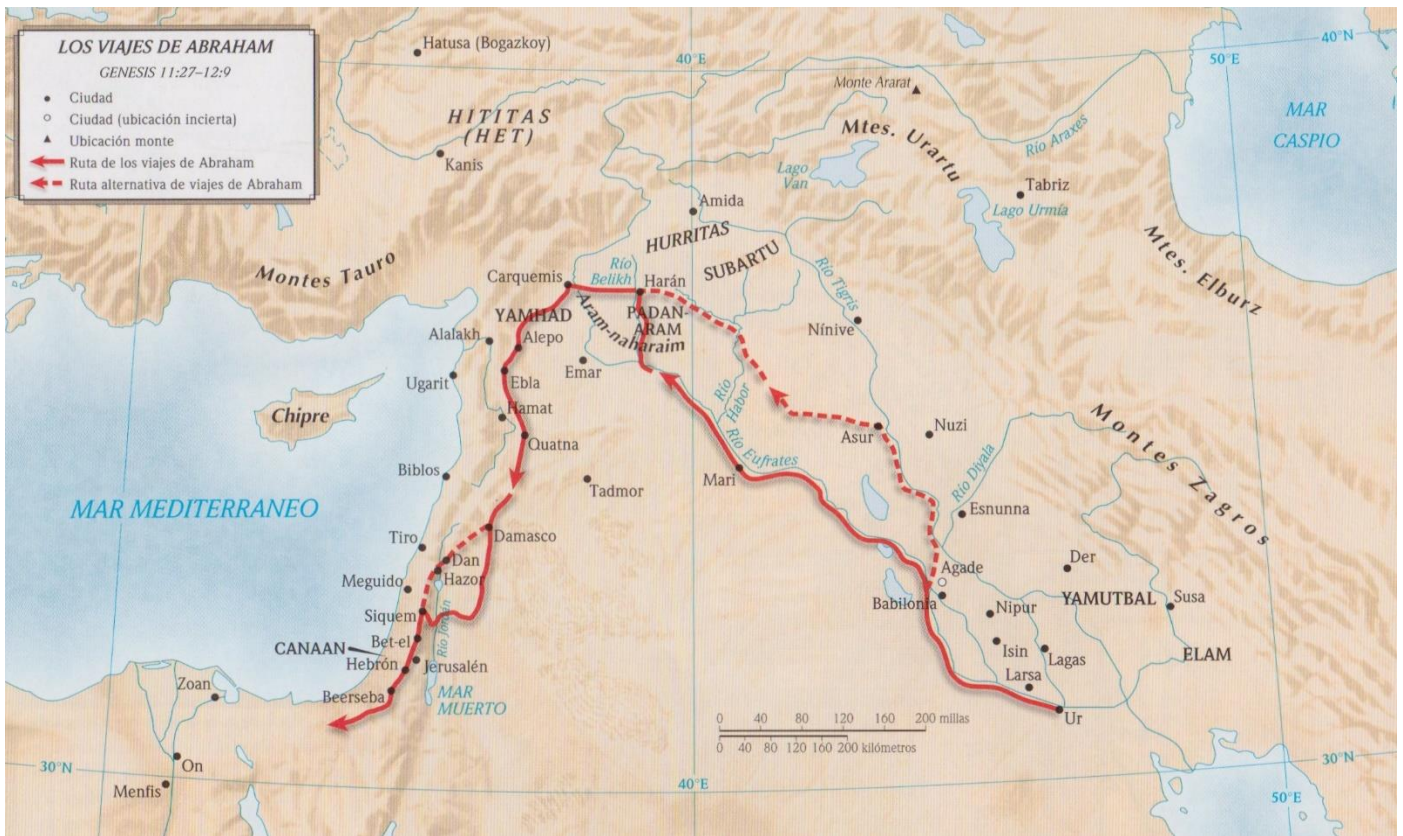 LOS VIAJES DE ABRAHAM
GENESIS 11:27–12:9
Ciudad
Ciudad (ubicación incierta)
Ubicación monte
Ruta de los viajes de Abraham
Ruta alternativa de viajes de Abraham
Hatusa (Bogazkoy)
40°E
50°E
40°N
40°N
Monte Ararat
MAR
CASPIO
HITITAS
(HET)
Kanis
Mtes. Urartu
Río Araxes
Lago
Van
Tabriz
Lago Urmía
Amida
HURRITAS
SUBARTU
Mtes. Elburz
Montes Tauro
Río
Belikh
Carquemis
Harán
Río Tigris
YAMHAD
PADAN-
ARAM
Aram-naharaim
Nínive
Alalakh
Alepo
Emar
Ugarit
Ebla
Chipre
Hamat
Río
Habor
Quatna
Asur
Nuzi
Montes Zagros
Río Eufrates
Río Diyala
Biblos
Mari
Tadmor
MAR MEDITERRANEO
Esnunna
Tiro
Damasco
Dan
Hazor
Der
Agade
Meguido
Babilonia
YAMUTBAL
Susa
Siquem
Nipur
Río Jordán
Bet-el
CANAAN
Isin
Lagas
ELAM
Hebrón
Jerusalén
Larsa
Zoan
Beerseba
MAR
MUERTO
Ur
0 40 80 120 160 200 millas
0 40 80 120 160 200 kilómetros
On
30°N
30°N
Menfis
40°E
50°E